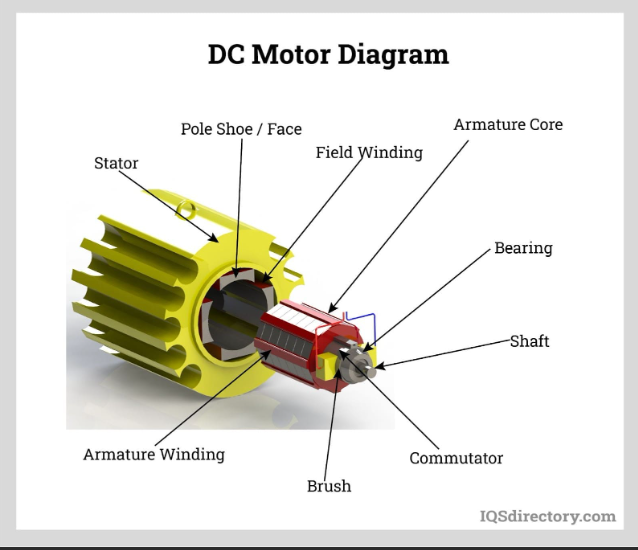 DC Motor Diagram
Armature Core
Pole Shoe / Face
Field Winding
Stator
Bearing
Shaft
Armature Winding
Commutator
Brush
IQSdirectory.com